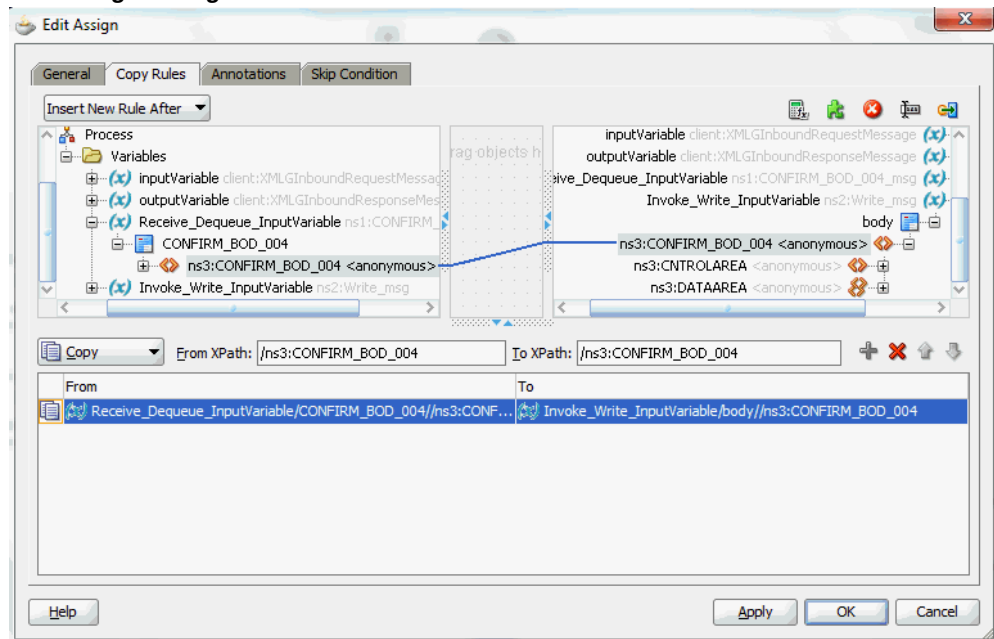 Edit Assign
General Copy Rules Annotations Skip Condition
Insert New Rule After
Process
Variables
inputVariable client:XMLGInboundRequestMessag
outputVariable client:XMLGInboundResponseMes
Receive_Dequeue_InputVariable ns1:CONFIRM_
CONFIRM_BOD_004
ns3:CONFIRM_BOD_004 <anonymous>
Invoke_Write_InputVariable ns2:Write_msg
rag objects h
inputVariable client:XMLGInboundRequestMessage (x)
outputVariable client:XMLGInboundResponseMessage (x)
eive_Dequeue_InputVariable ns1:CONFIRM_BOD_004_msg (x)
Invoke_Write_InputVariable ns2:Write_msg (x)
body
ns3:CONFIRM_BOD_004 <anonymous>
ns3:CNTROLAREA <anonymous>
ns3:DATAAREA <anonymous>
Copy From XPath: /ns3:CONFIRM_BOD_004 To XPath: /ns3:CONFIRM_BOD_004
From To
Receive_Dequeue_InputVariable/CONFIRM_BOD_004//ns3:CONF... Invoke_Write_InputVariable/body//ns3:CONFIRM_BOD_004
Help Apply OK Cancel